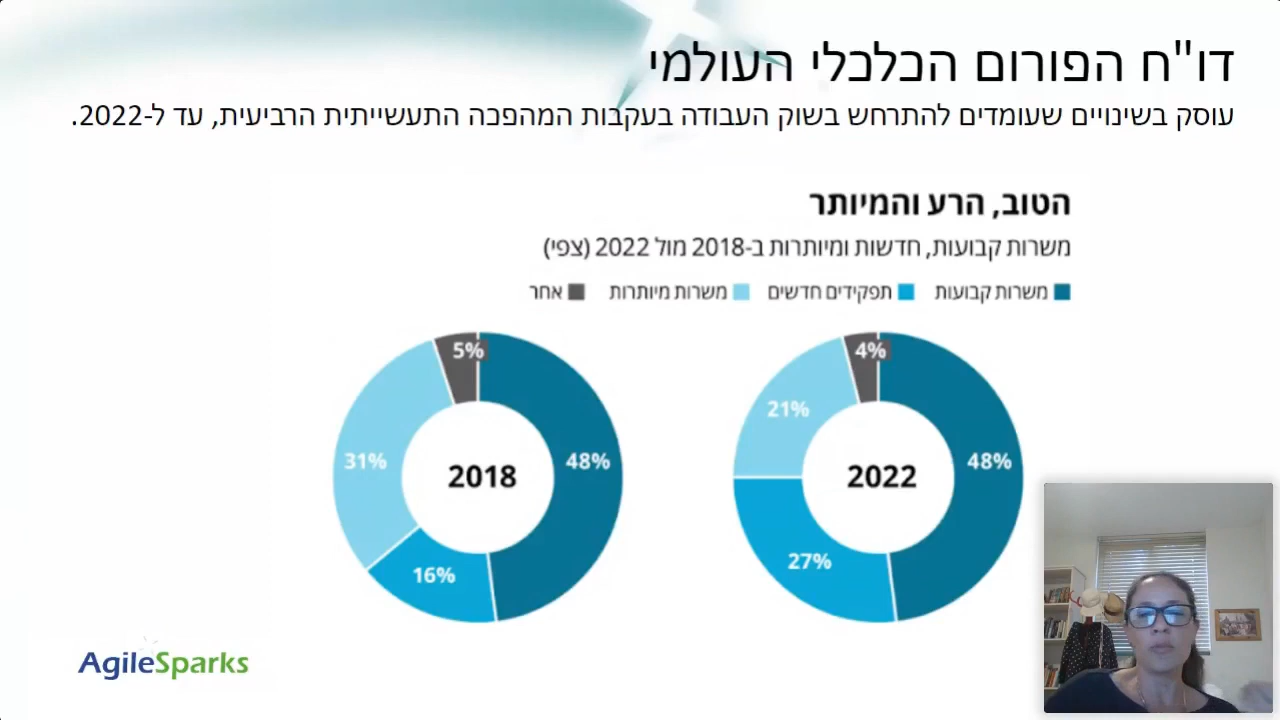 דו"ח הפורום הכלכלי העולמי
עוסק בשינויים שעומדים להתרחש בשוק העבודה בעקבות המהפכה התעשייתית הרביעית, עד ל-2022.
הטוב, הרע והמיותר
משרות קבועות, חדשות ומיותרות ב-2018 מול 2022 (צפי)
משרות קבועות תפקידים חדשים משרות מיותרות אחר
5%
31%
48%
2018
16%
4%
21%
48%
2022
27%
AgileSparks